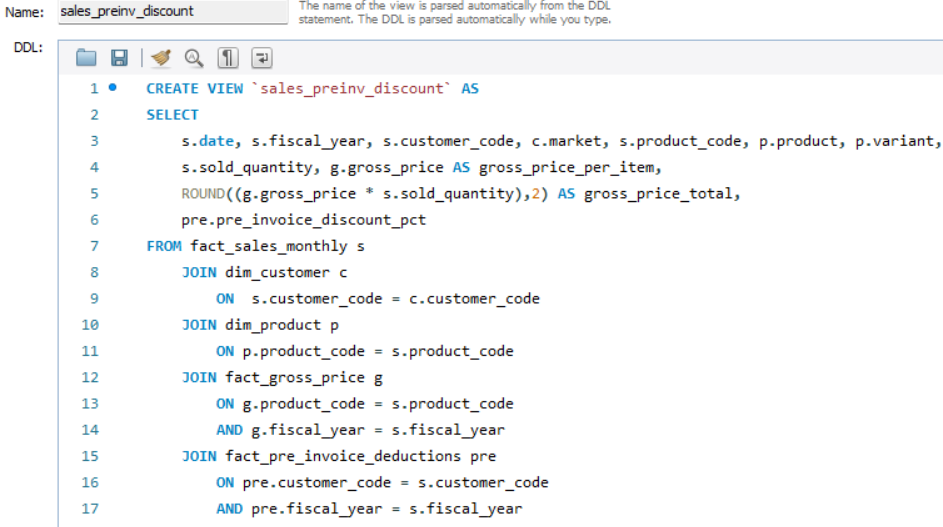 Name: sales_preinv_discount The name of the view is parsed automatically from the DDL
statement. The DDL is parsed automatically while you type.
DDL:
1 CREATE VIEW `sales_preinv_discount` AS
2 SELECT
3 s.date, s.fiscal_year, s.customer_code, c.market, s.product_code, p.product, p.variant,
4 s.sold_quantity, g.gross_price AS gross_price_per_item,
5 ROUND((g.gross_price * s.sold_quantity),2) AS gross_price_total,
6 pre.pre_invoice_discount_pct
7 FROM fact_sales_monthly s
8 JOIN dim_customer c
9 ON  s.customer_code = c.customer_code
10 JOIN dim_product p
11 ON p.product_code = s.product_code
12 JOIN fact_gross_price g
13 ON g.product_code = s.product_code
14 AND g.fiscal_year = s.fiscal_year
15 JOIN fact_pre_invoice_deductions pre
16 ON pre.customer_code = s.customer_code
17 AND pre.fiscal_year = s.fiscal_year